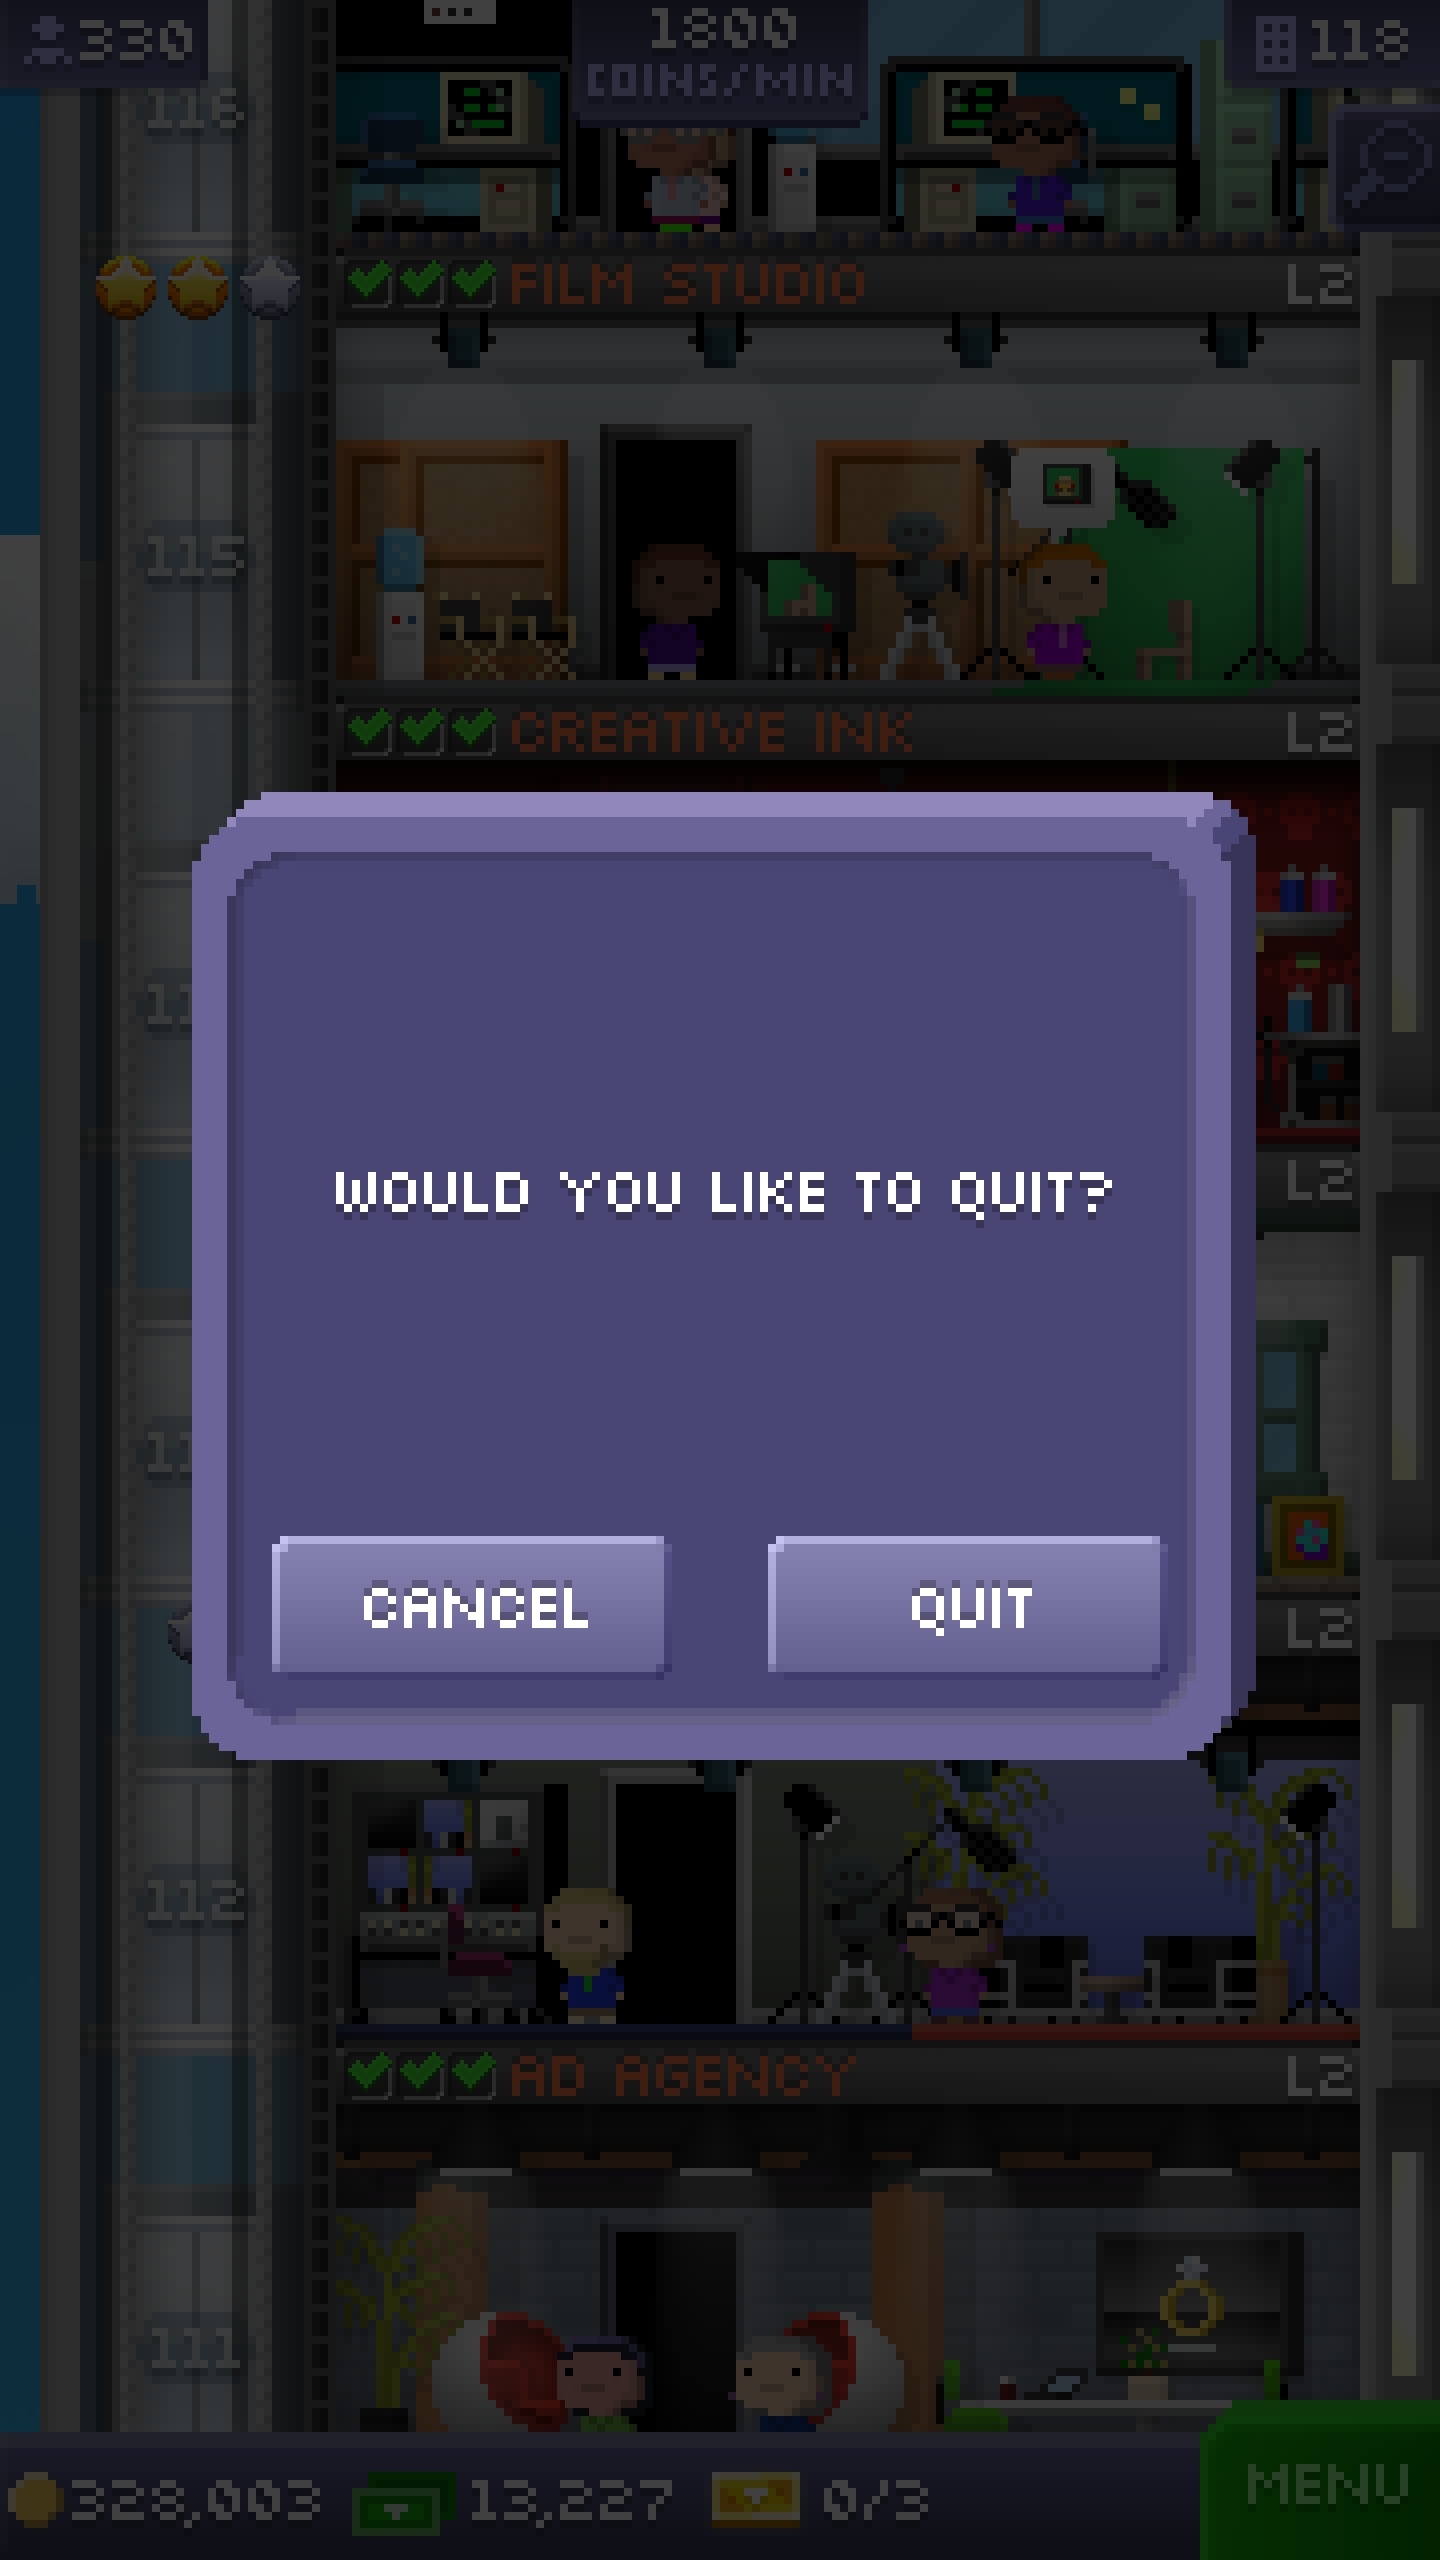 330
1800
COINS/MIN
118
116
FILM STUDIO
L2
115
CREATIVE INK
L2
L2
WOULD YOU LIKE TO QUIT?
CANCEL
QUIT
L2
112
AD AGENCY
L2
111
328,003
13,227
0/3
MENU